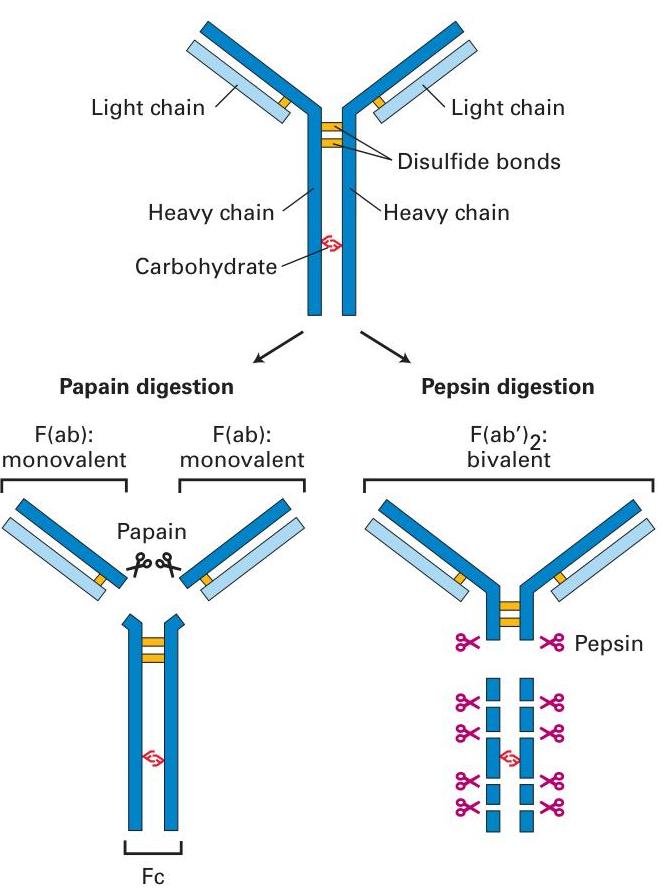 Light chain
Light chain
Disulfide bonds
Heavy chain
Heavy chain
Carbohydrate
Papain digestion
Pepsin digestion
F(ab):
monovalent
F(ab):
monovalent
F(ab′)2:
bivalent
Papain
Pepsin
Fc